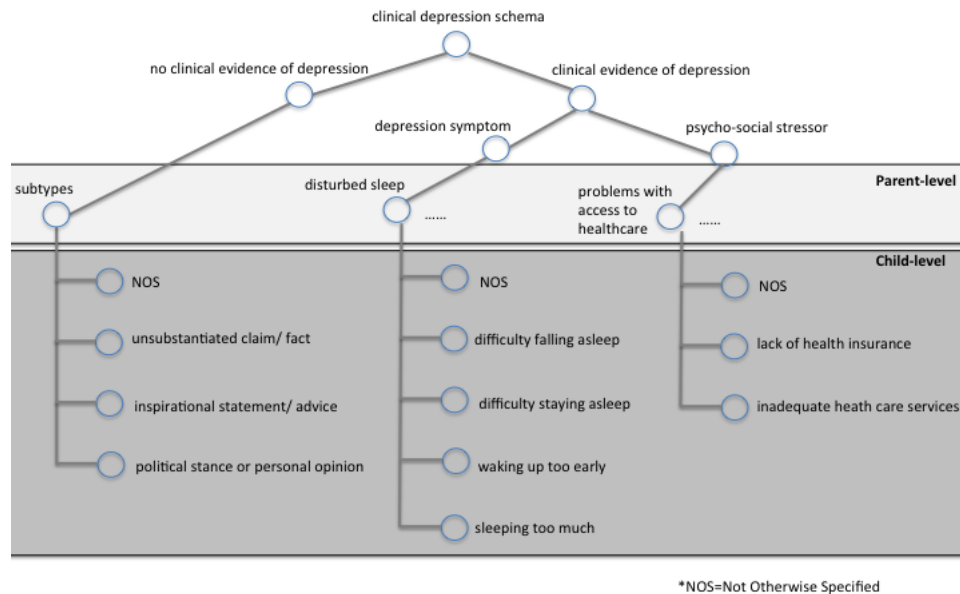 clinical depression schema
no clinical evidence of depression
clinical evidence of depression
depression symptom
psycho-social stressor
Parent-level
subtypes
disturbed sleep
......
problems with
access to
healthcare
......
Child-level
NOS
unsubstantiated claim/ fact
inspirational statement/ advice
political stance or personal opinion
NOS
difficulty falling asleep
difficulty staying asleep
waking up too early
sleeping too much
NOS
lack of health insurance
inadequate heath care services
*NOS=Not Otherwise Specified